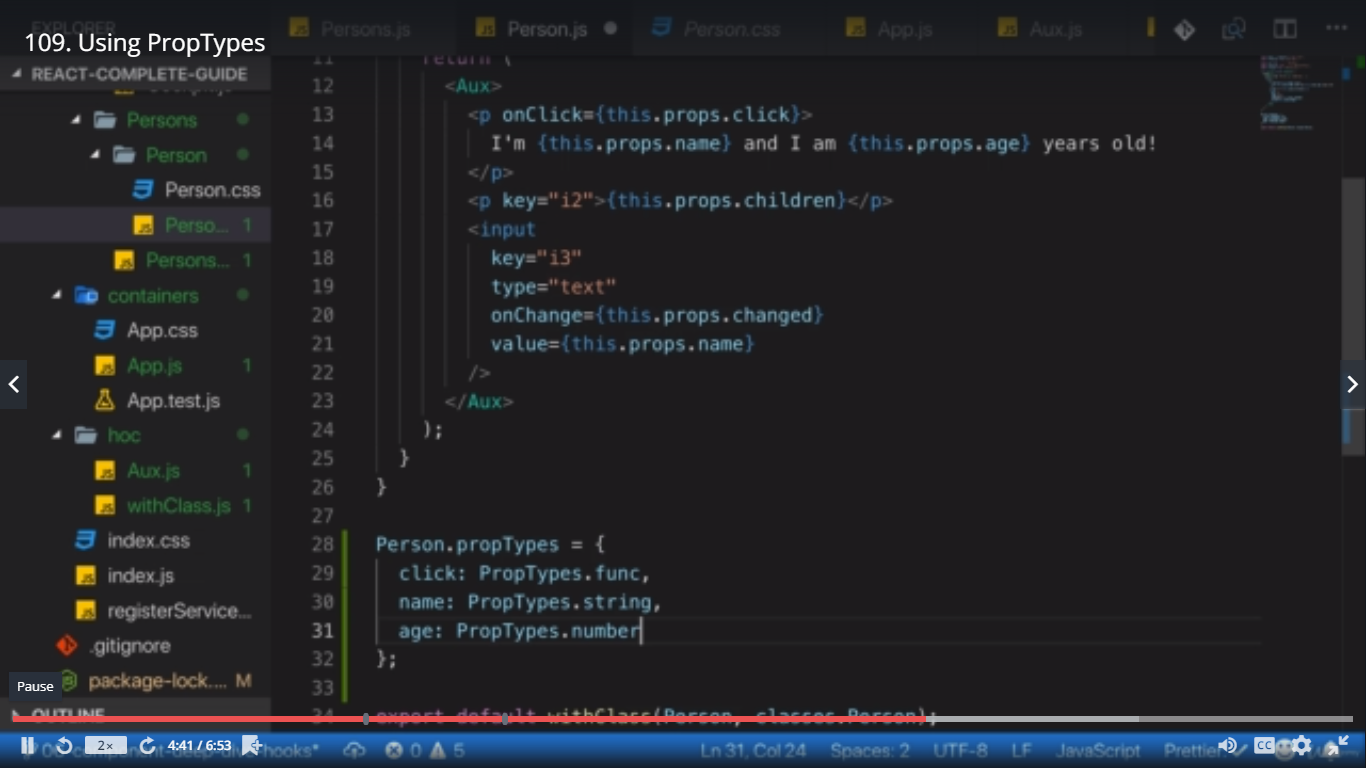 EXPLORER
109. Using PropTypes
Persons.js
Person.js
Person.css
App.js
Aux.js
REACT-COMPLETE-GUIDE
Persons
Person
Person.css
Perso... 1
Persons... 1
containers
App.css
App.js 1
App.test.js
hoc
Aux.js 1
withClass.js 1
index.css
index.js
registerService...
.gitignore
package-lock.... M
OUTLINE
11 return (
12 <Aux>
13 <p onClick={this.props.click}>
14 I'm {this.props.name} and I am {this.props.age} years old!
15 </p>
16 <p key="i2">{this.props.children}</p>
17 <input
18 key="i3"
19 type="text"
20 onChange={this.props.changed}
21 value={this.props.name}
22 />
23 </Aux>
24 );
25 }
26 }
27
28 Person.propTypes = {
29 click: PropTypes.func,
30 name: PropTypes.string,
31 age: PropTypes.number
32 };
33
34 export default withClass(Person, classes.Person);
Pause
2×
4:41 / 6:53
hooks*
0 5
Ln 31, Col 24
Spaces: 2
UTF-8
LF
JavaScript
Prettier
CC